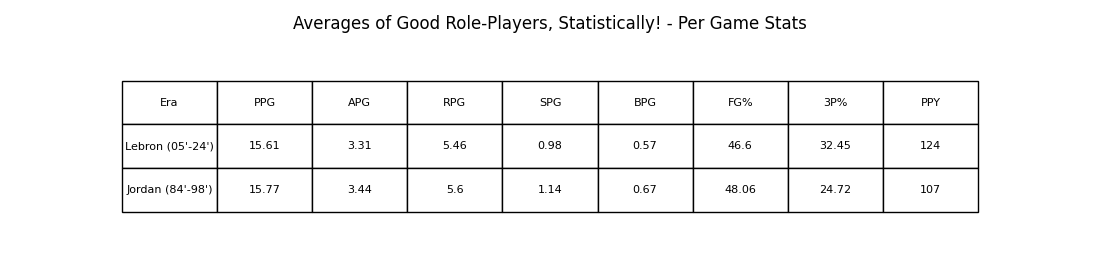 Averages of Good Role-Players, Statistically! - Per Game Stats
Era PPG APG RPG SPG BPG FG% 3P% PPY
Lebron (05'-24') 15.61 3.31 5.46 0.98 0.57 46.6 32.45 124
Jordan (84'-98') 15.77 3.44 5.6 1.14 0.67 48.06 24.72 107